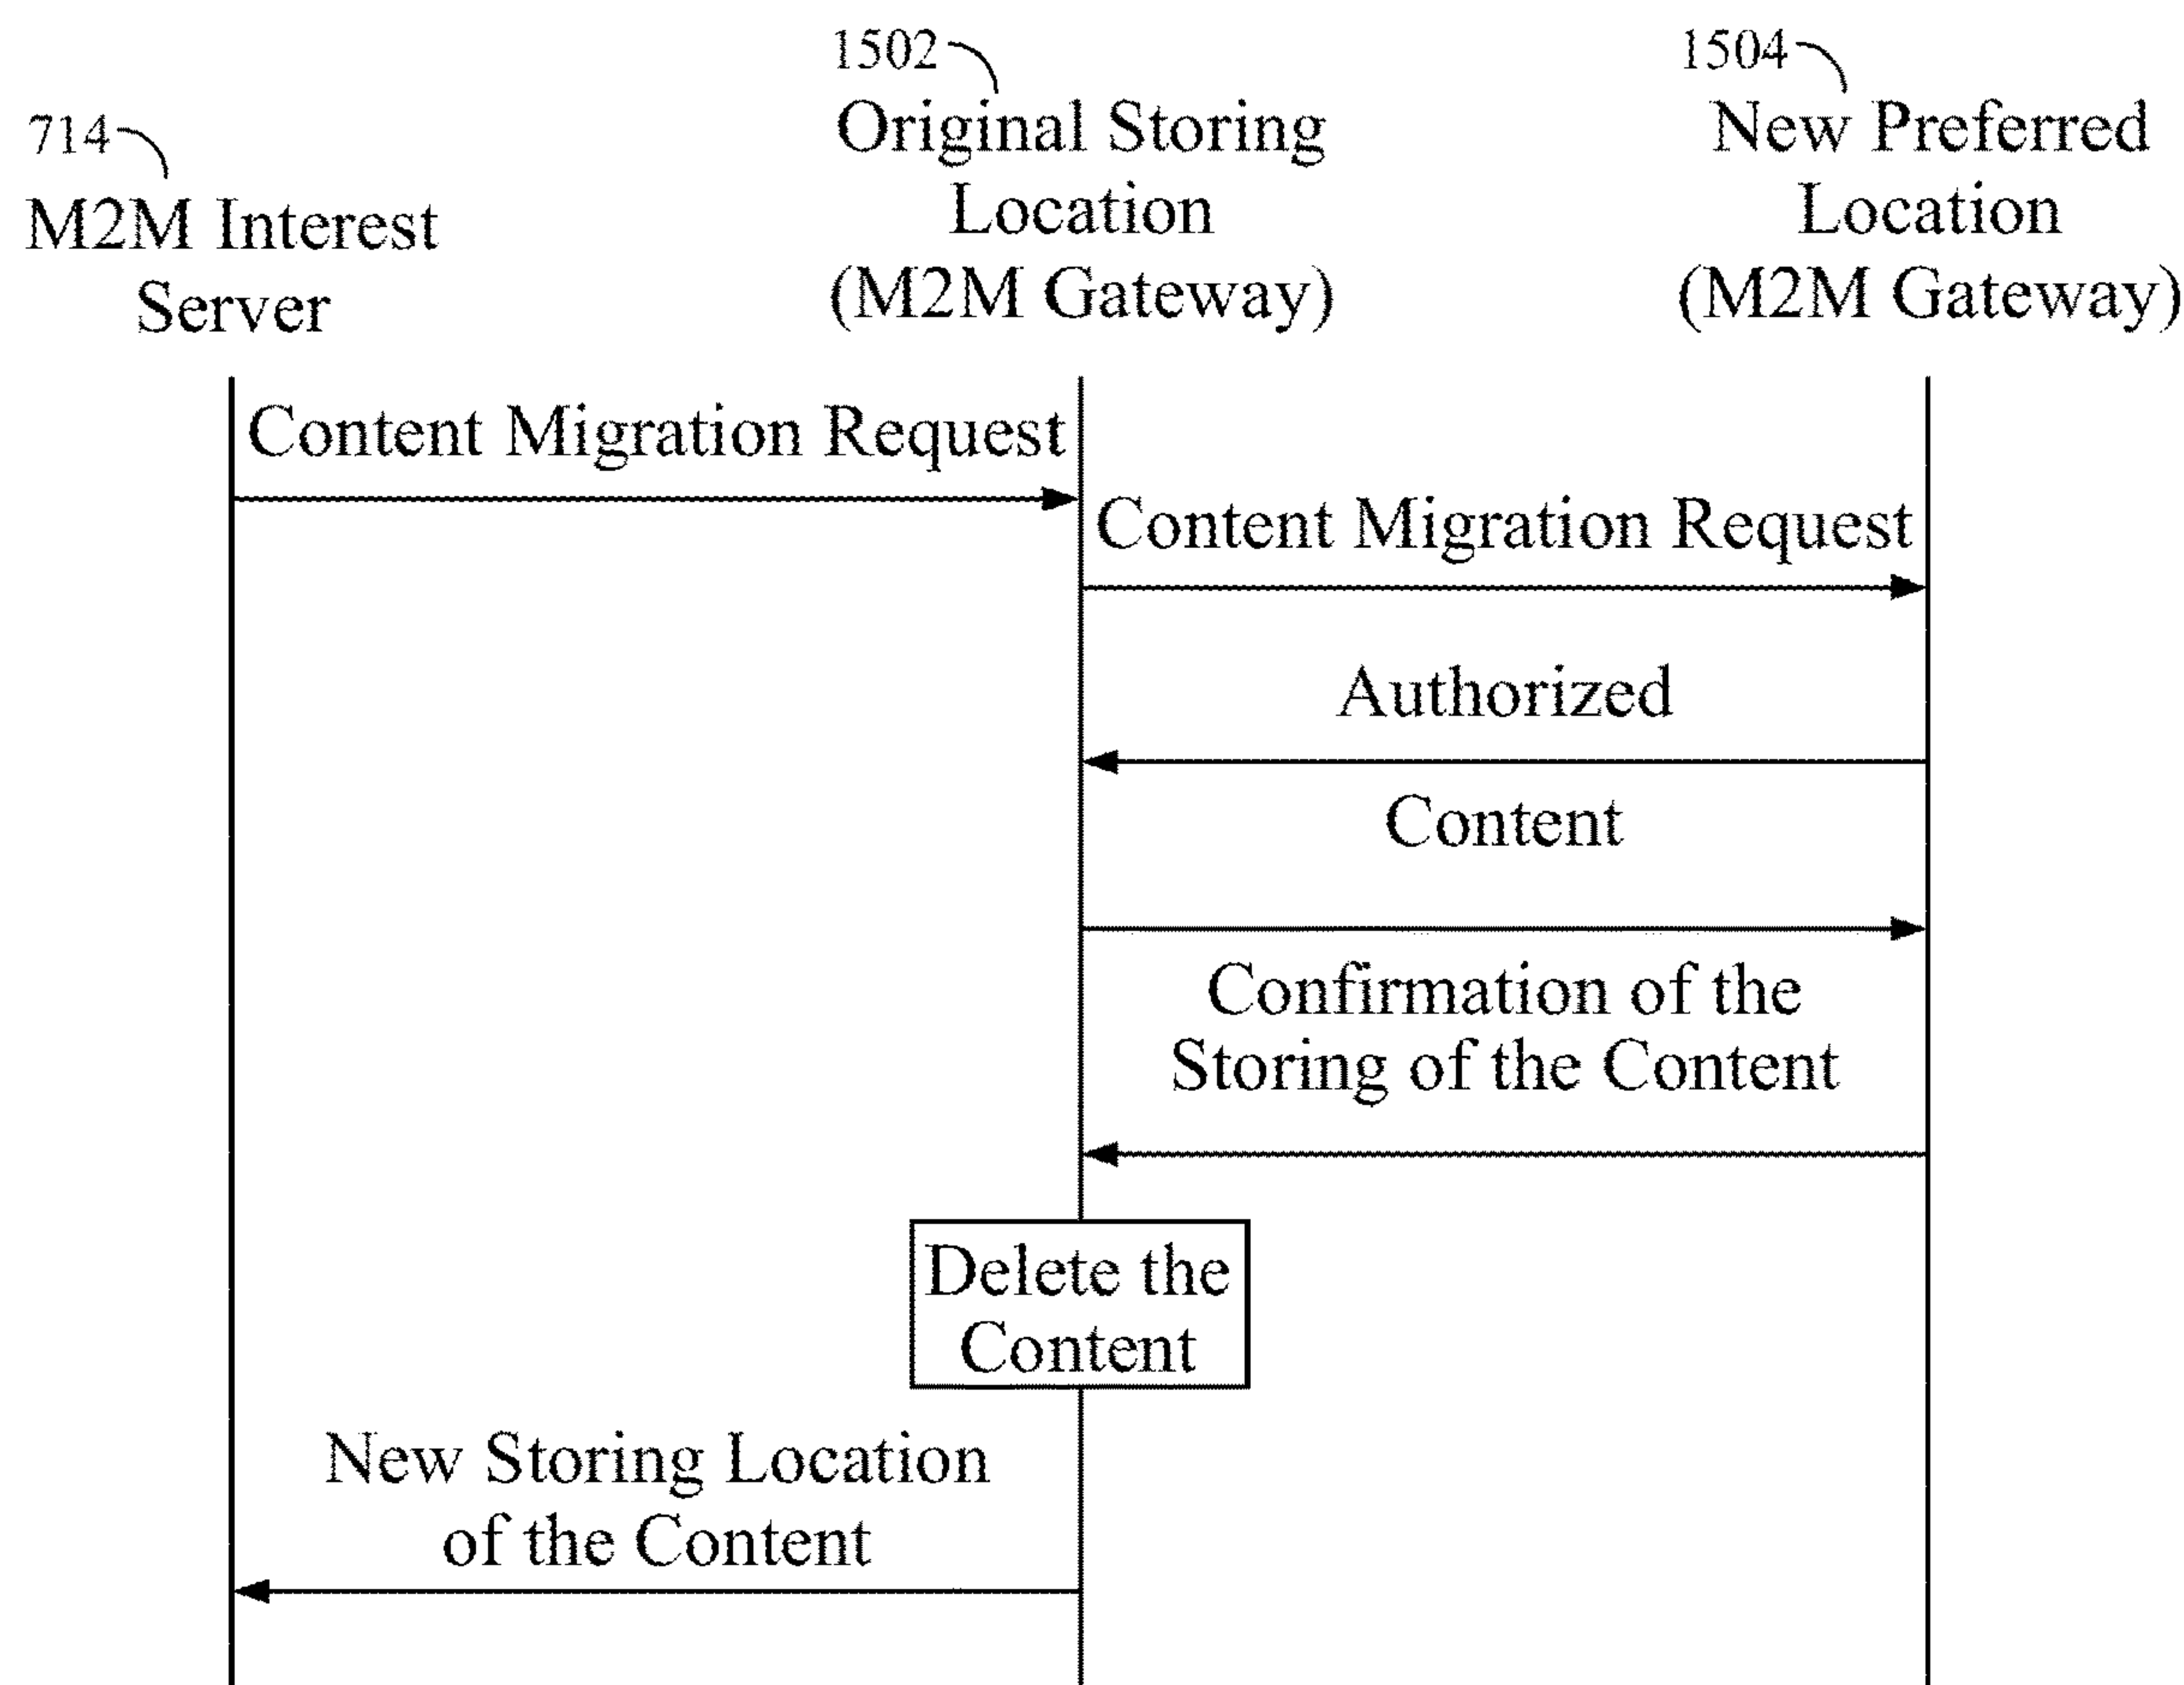 714
M2M Interest
Server
1502
Original Storing
Location
(M2M Gateway)
1504
New Preferred
Location
(M2M Gateway)
Content Migration Request
Content Migration Request
Authorized
Content
Confirmation of the
Storing of the Content
Delete the
Content
New Storing Location
of the Content